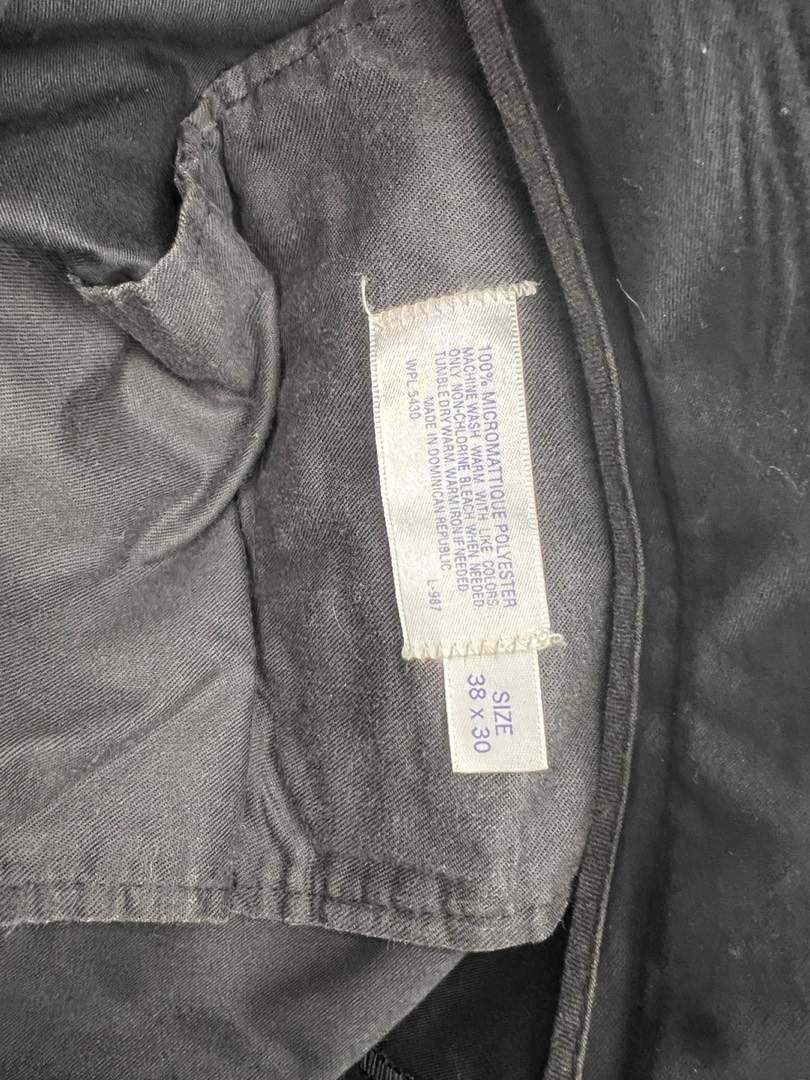 100% MICROMATTIQUE POLYESTER
MACHINE WASH WARM WITH LIKE COLORS
ONLY NON-CHLORINE BLEACH WHEN NEEDED
TUMBLE DRY WARM. WARM IRON IF NEEDED
MADE IN DOMINICAN REPUBLIC
WPL 5430 L-987
SIZE
38 X 30